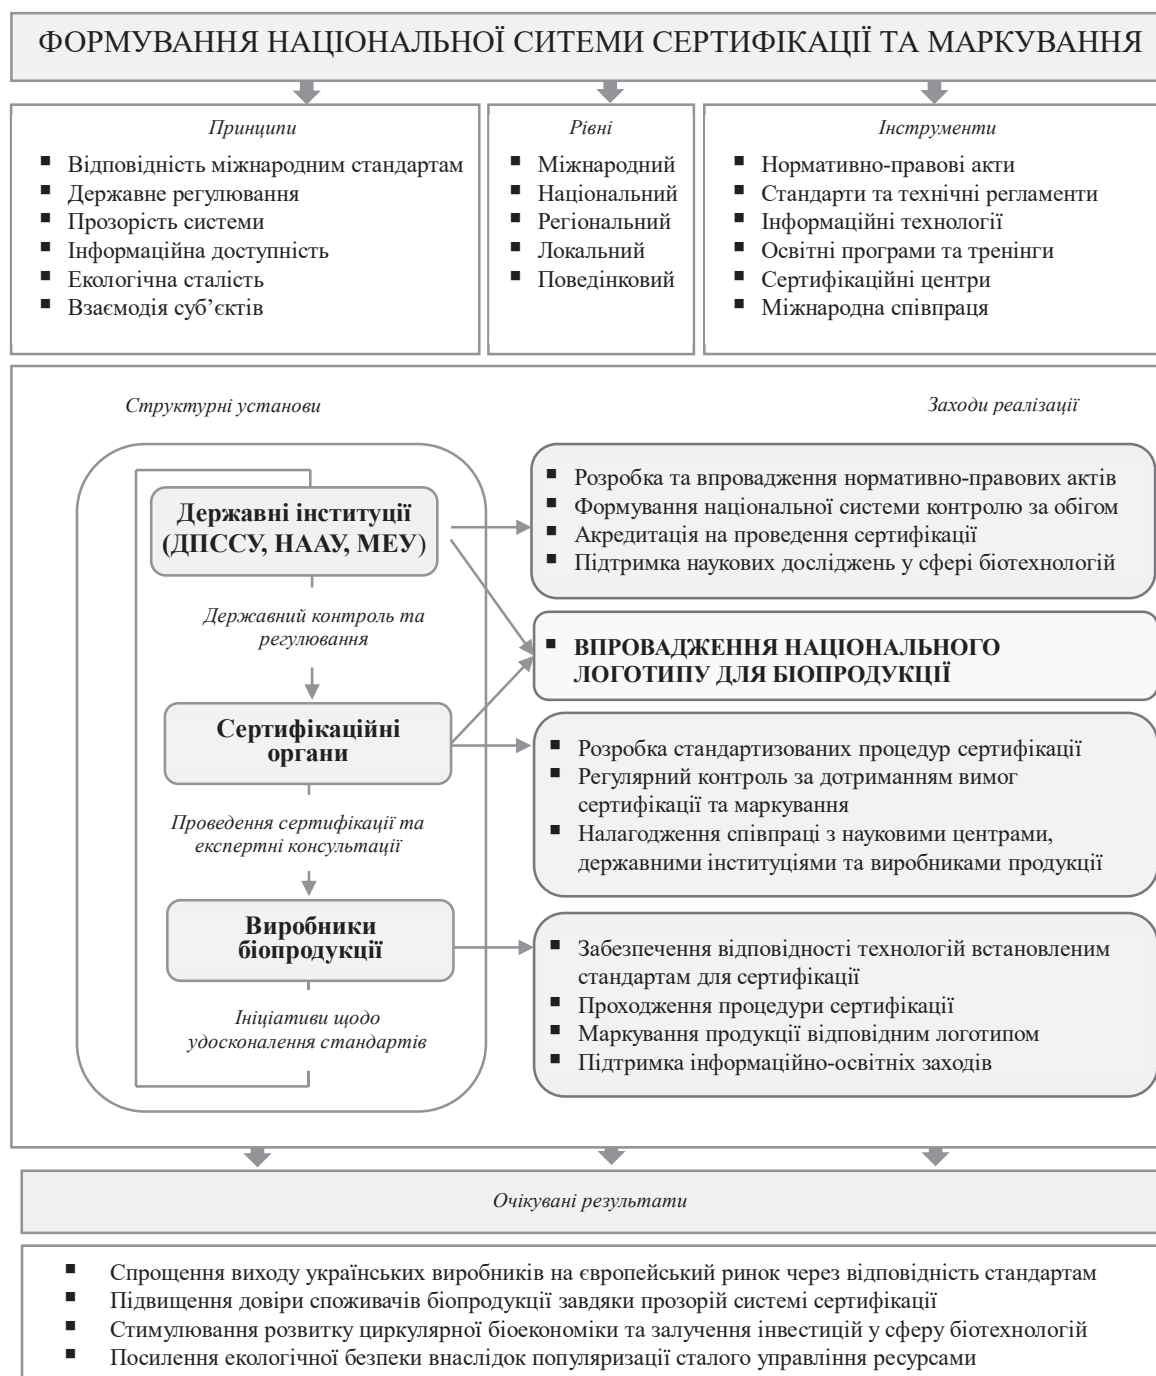 ФОРМУВАННЯ НАЦІОНАЛЬНОЇ СИТЕМИ СЕРТИФІКАЦІЇ ТА МАРКУВАННЯ
Принципи
▪ Відповідність міжнародним стандартам
▪ Державне регулювання
▪ Прозорість системи
▪ Інформаційна доступність
▪ Екологічна сталість
▪ Взаємодія суб’єктів
Рівні
▪ Міжнародний
▪ Національний
▪ Регіональний
▪ Локальний
▪ Поведінковий
Інструменти
▪ Нормативно-правові акти
▪ Стандарти та технічні регламенти
▪ Інформаційні технології
▪ Освітні програми та тренінги
▪ Сертифікаційні центри
▪ Міжнародна співпраця
Структурні установи
Державні інституції
(ДПССУ, НААУ, МЕУ)
Державний контроль та
регулювання
Сертифікаційні
органи
Проведення сертифікації та
експертні консультації
Виробники
біопродукції
Ініціативи щодо
удосконалення стандартів
Заходи реалізації
▪ Розробка та впровадження нормативно-правових актів
▪ Формування національної системи контролю за обігом
▪ Акредитація на проведення сертифікації
▪ Підтримка наукових досліджень у сфері біотехнологій
▪ ВПРОВАДЖЕННЯ НАЦІОНАЛЬНОГО
ЛОГОТИПУ ДЛЯ БІОПРОДУКЦІЇ
▪ Розробка стандартизованих процедур сертифікації
▪ Регулярний контроль за дотриманням вимог
сертифікації та маркування
▪ Налагодження співпраці з науковими центрами,
державними інституціями та виробниками продукції
▪ Забезпечення відповідності технологій встановленим
стандартам для сертифікації
▪ Проходження процедури сертифікації
▪ Маркування продукції відповідним логотипом
▪ Підтримка інформаційно-освітніх заходів
Очікувані результати
▪ Спрощення виходу українських виробників на європейський ринок через відповідність стандартам
▪ Підвищення довіри споживачів біопродукції завдяки прозорій системі сертифікації
▪ Стимулювання розвитку циркулярної біоекономіки та залучення інвестицій у сферу біотехнологій
▪ Посилення екологічної безпеки внаслідок популяризації сталого управління ресурсами